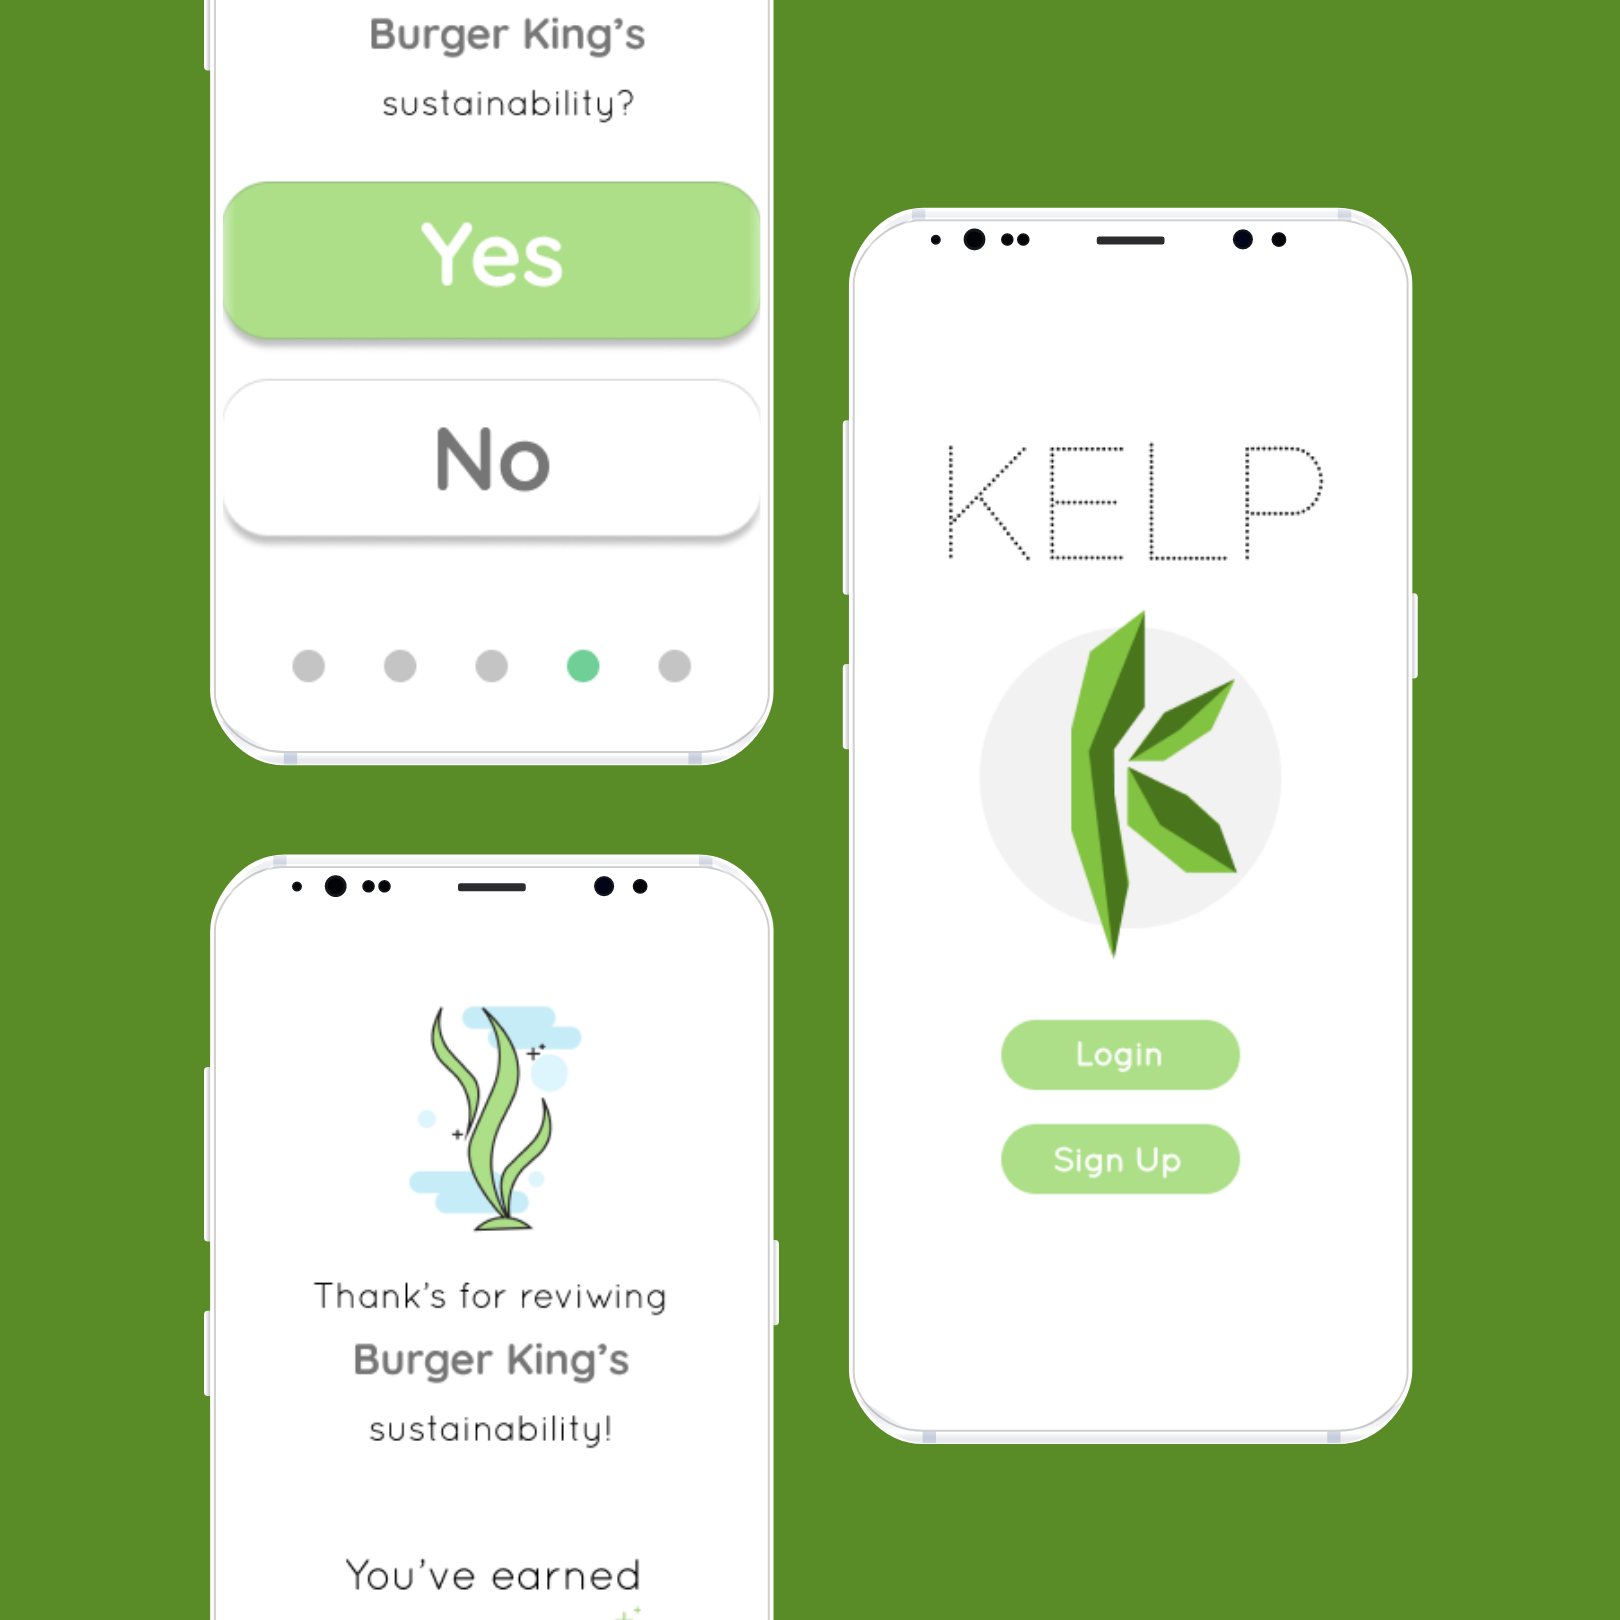 Burger King's
sustainability?
Yes
No
Thank's for reviwing
Burger King's
sustainability!
You've earned
KELP
Login
Sign Up